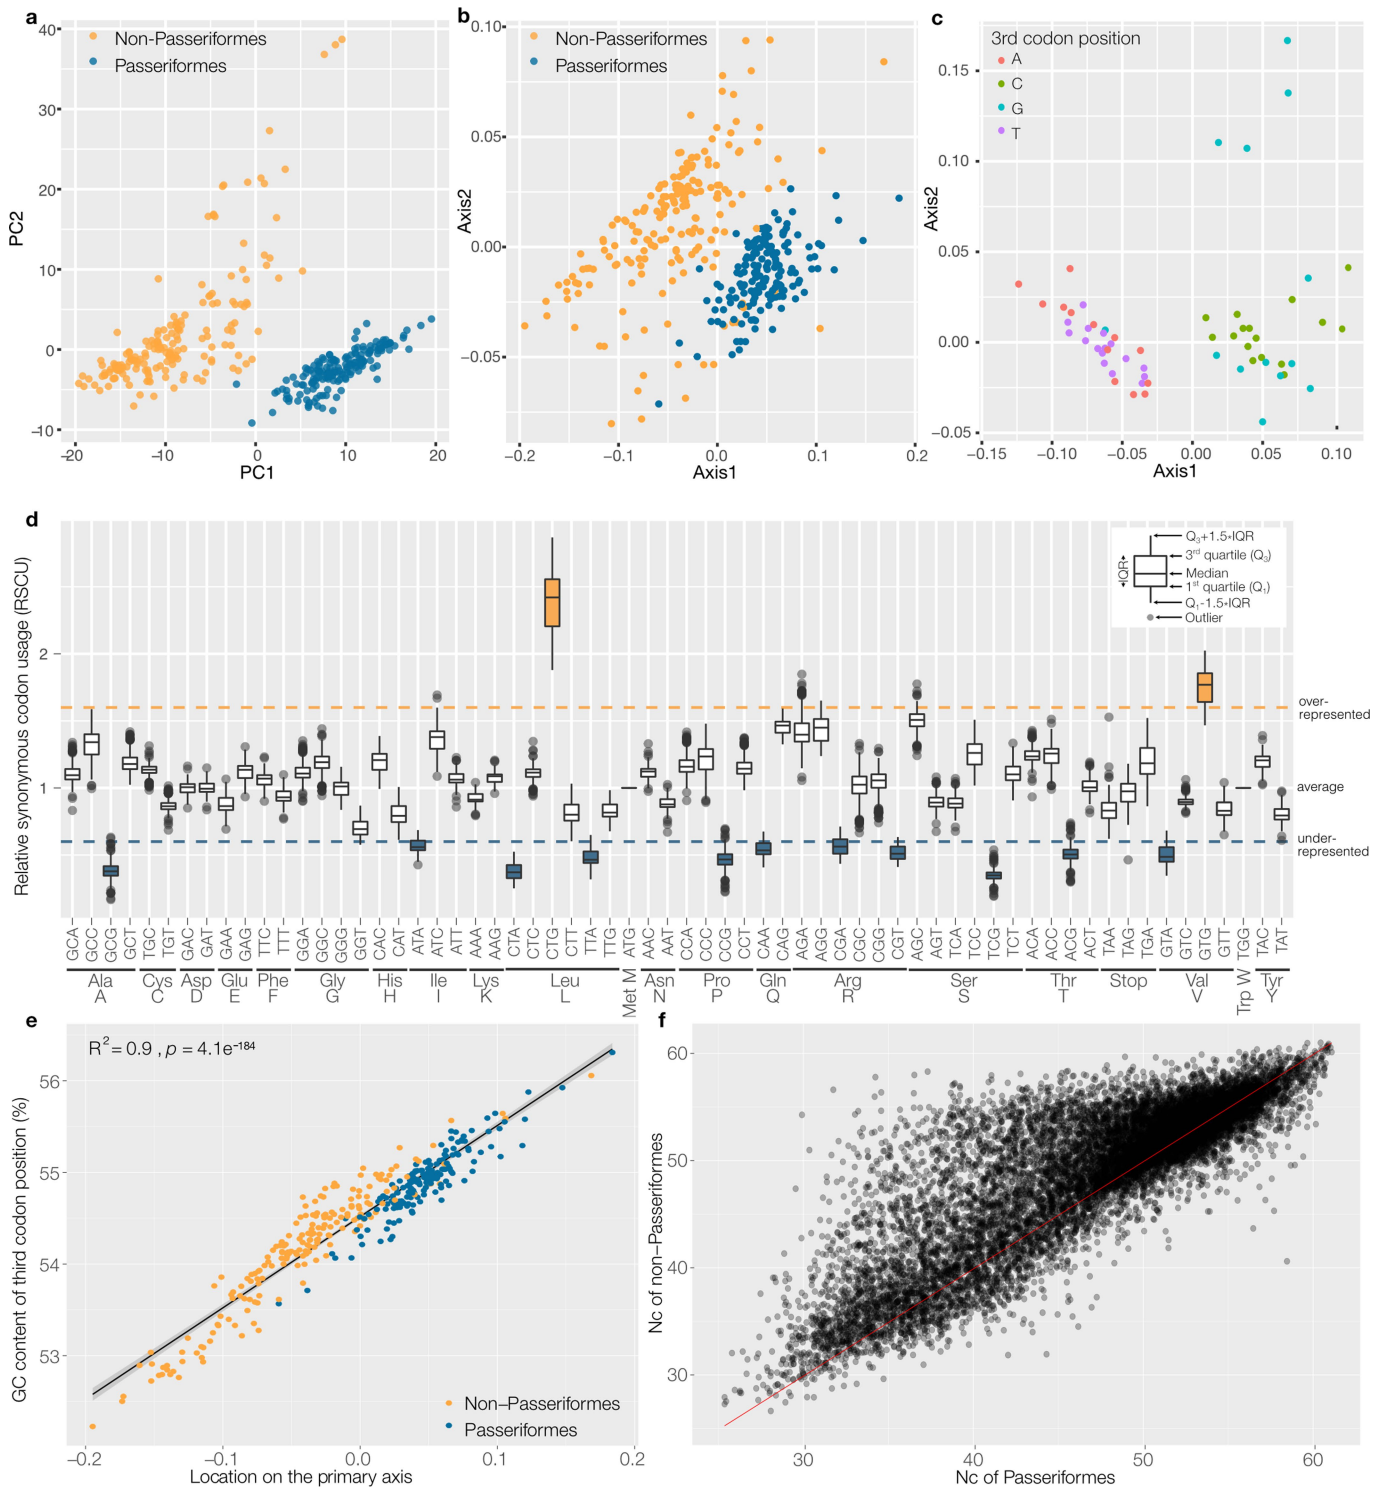 a
Non-Passeriformes
Passeriformes
40
30
20
10
0
−10
PC2
−20
−10
0
10
20
PC1
b
Non-Passeriformes
Passeriformes
0.10
0.05
0.00
−0.05
Axis2
−0.2
−0.1
0.0
0.1
0.2
Axis1
c
3rd codon position
A
C
G
T
0.15
0.10
0.05
0.00
−0.05
Axis2
−0.15
−0.10
−0.05
0.00
0.05
0.10
Axis1
d
Relative synonymous codon usage (RSCU)
2
1
Q3+1.5*IQR
3rd quartile (Q3)
Median
1st quartile (Q1)
Q1-1.5*IQR
Outlier
IQR
over-
represented
average
under-
represented
GCA GCC GCG GCT TGC TGT GAC GAT GAA GAG TTC TTT GGA GGC GGG GGT CAC CAT ATA ATC ATT AAA AAG CTA CTC CTG CTT TTA TTG ATG AAC AAT CCA CCC CCG CCT CAA CAG AGA AGG CGA CGC CGG CGT AGC AGT TCA TCC TCG TCT ACA ACC ACG ACT TAA TAG TGA GTA GTC GTG GTT TGG TAC TAT
Ala Cys Asp Glu Phe Gly His Ile Lys Leu Met M Asn Pro Gln Arg Ser Thr Stop Val Trp W Tyr
A C D E F G H I K L N P Q R S T V Y
e
R2 = 0.9 , p = 4.1e−184
56
55
54
53
GC content of third codon position (%)
Non−Passeriformes
Passeriformes
−0.2
−0.1
0.0
0.1
0.2
Location on the primary axis
f
60
50
40
30
Nc of non−Passeriformes
30
40
50
60
Nc of Passeriformes